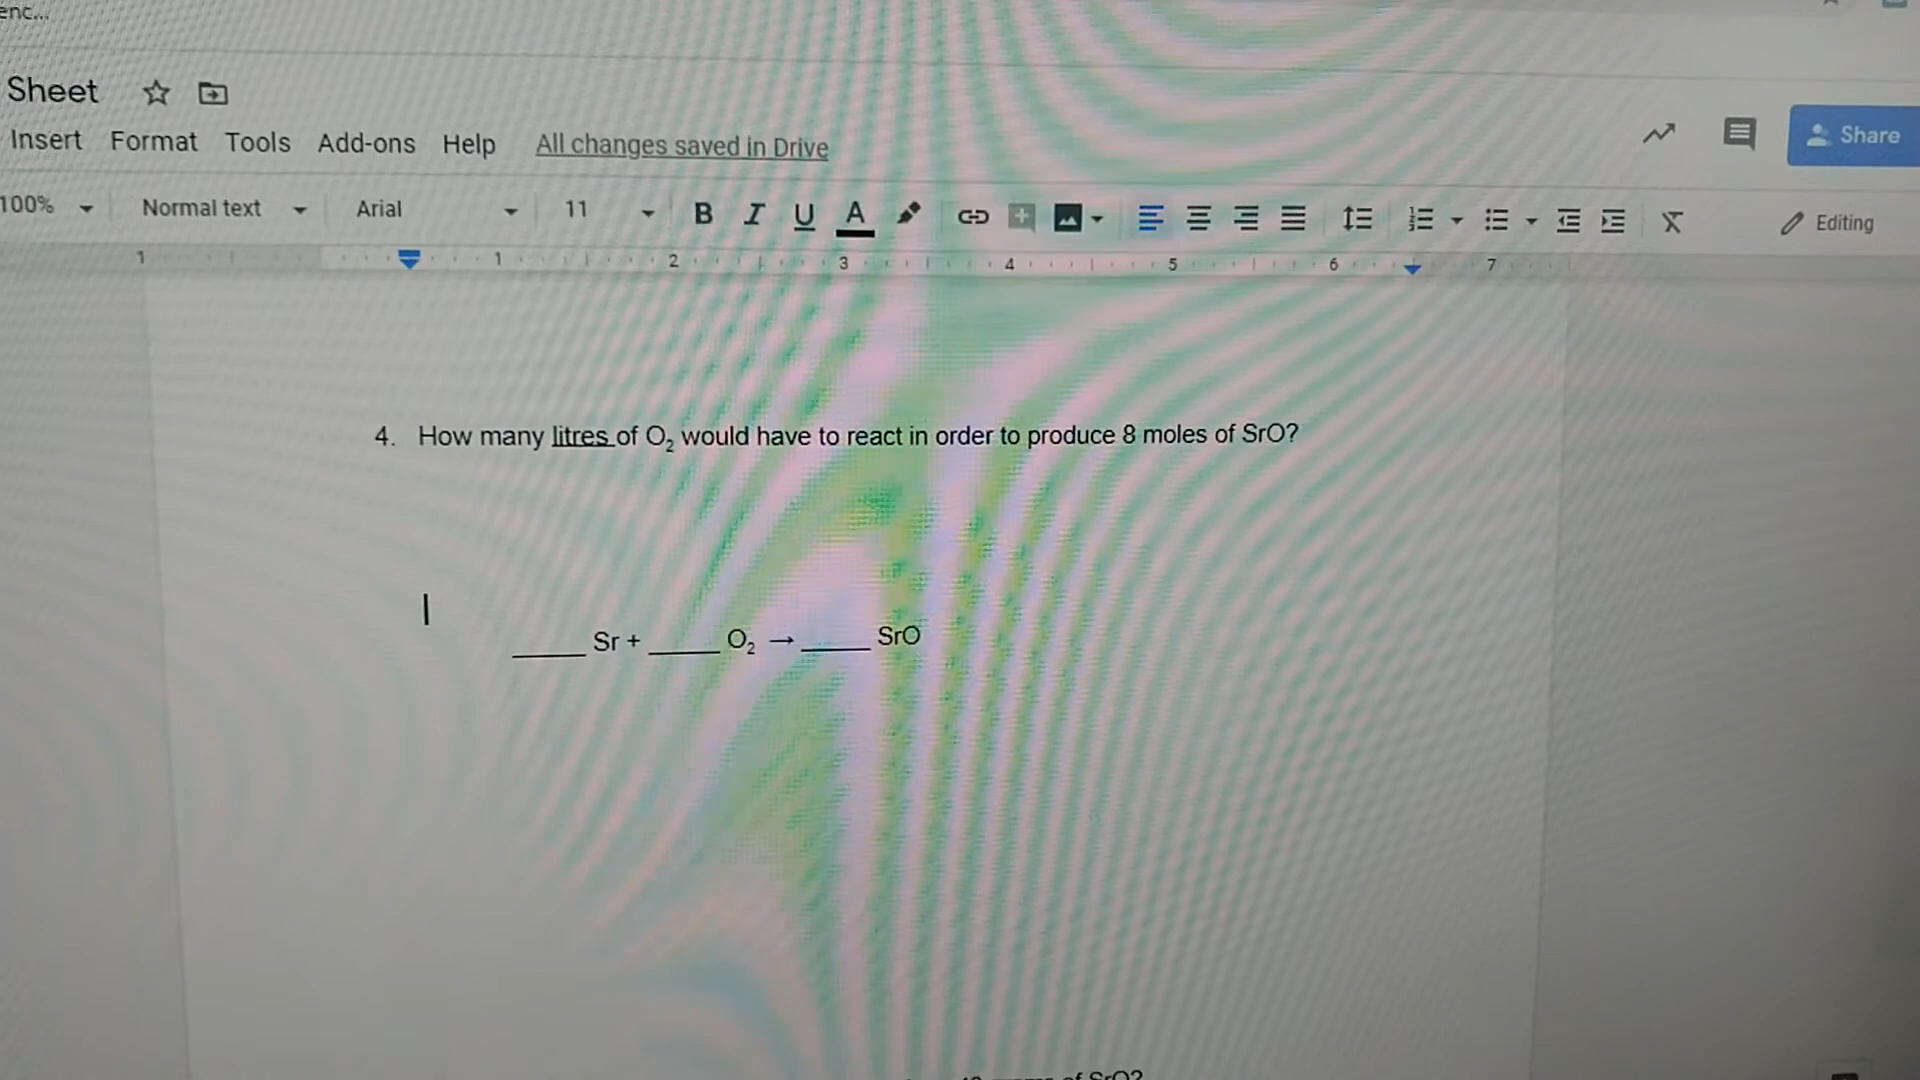 enc...
Sheet
Insert Format Tools Add-ons Help All changes saved in Drive
Share
100% Normal text Arial 11 B I U A Editing
1 1 2 3 4 5 6 7
4. How many litres of O₂ would have to react in order to produce 8 moles of SrO?
_____ Sr + _____ O₂ → _____ SrO
of SrO?